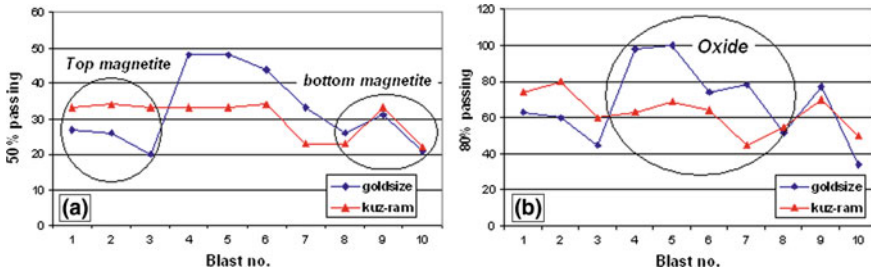 60
50
40
30
20
10
0
50% passing
Top magnetite
bottom magnetite
(a)
goldsize
kuz-ram
1 2 3 4 5 6 7 8 9 10
Blast no.
120
100
80
60
40
20
0
80% passing
Oxide
(b)
goldsize
kuz-ram
1 2 3 4 5 6 7 8 9 10
Blast no.